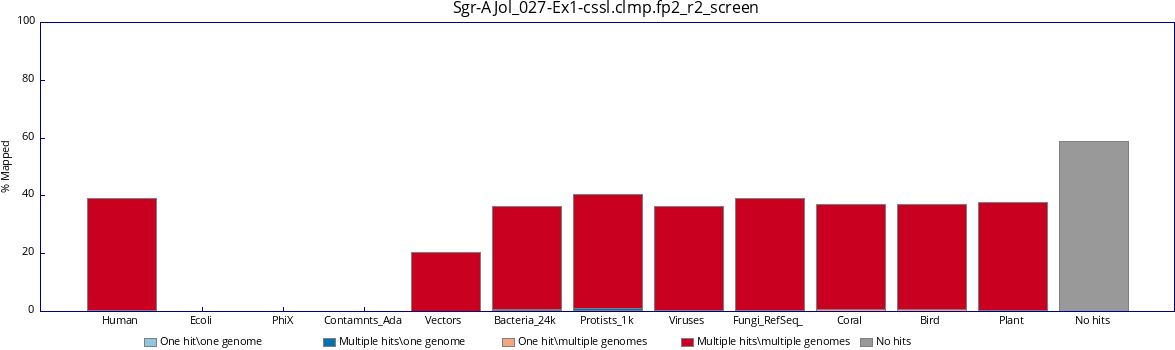 Sgr-AJol_027-Ex1-cssl.clmp.fp2_r2_screen
100
80
60
40
20
0
% Mapped
Human Ecoli PhiX Contamnts_Ada Vectors Bacteria_24k Protists_1k Viruses Fungi_RefSeq_ Coral Bird Plant No hits
One hit\one genome Multiple hits\one genome One hit\multiple genomes Multiple hits\multiple genomes No hits